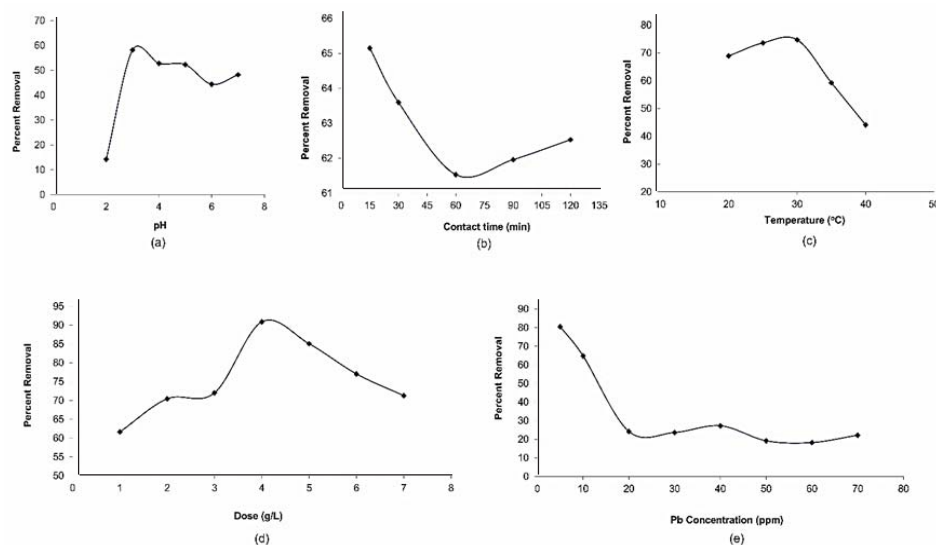 70
60
50
40
30
20
10
0
0 2 4 6 8
Percent Removal
pH
(a)
66
65
64
63
62
61
0 15 30 45 60 75 90 105 120 135
Percent Removal
Contact time (min)
(b)
80
70
60
50
40
30
20
10 20 30 40 50
Percent Removal
Temperature (°C)
(c)
95
90
85
80
75
70
65
60
55
50
0 1 2 3 4 5 6 7 8
Percent Removal
Dose (g/L)
(d)
90
80
70
60
50
40
30
20
10
0
0 10 20 30 40 50 60 70 80
Percent Removal
Pb Concentration (ppm)
(e)